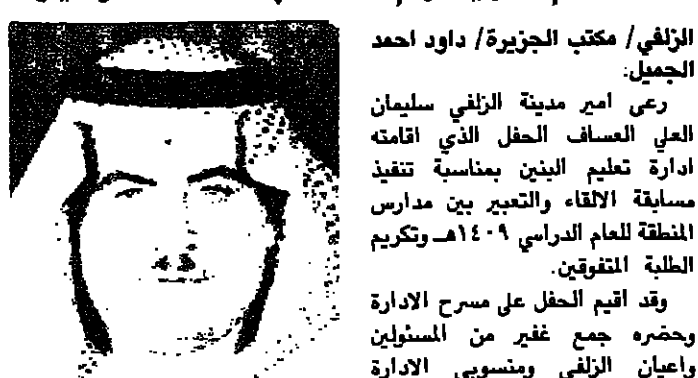 الزلفي/ مكتب الجزيرة/ داود احمد
الجميل:
رعى امير مدينة الزلفي سليمان
العلي العساف الحفل الذي اقامته
ادارة تعليم البنين بمناسبة تنفيذ
مسابقة الالقاء والتعبير بين مدارس
المنطقة للعام الدراسي ١٤٠٩هـ وتكريم
الطلبة المتفوقين.
وقد اقيم الحفل على مسرح الادارة
وحضره جمع غفير من المسئولين
واعيان الزلفي ومنسوبي الادارة